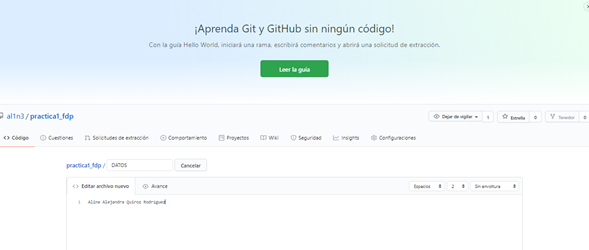 ¡Aprenda Git y GitHub sin ningún código!
Con la guía Hello World, iniciará una rama, escribirá comentarios y abrirá una solicitud de extracción.
Leer la guía
al1n3 / practica1_fdp
Dejar de vigilar 1 Estrella 0 Tenedor 0
Código Cuestiones Solicitudes de extracción Comportamiento Proyectos Wiki Seguridad Insights Configuraciones
practica1_fdp / DATOS Cancelar
Editar archivo nuevo Avance Espacios 2 Sin envoltura
1 Aline Alejandra Quiroz Rodriguez